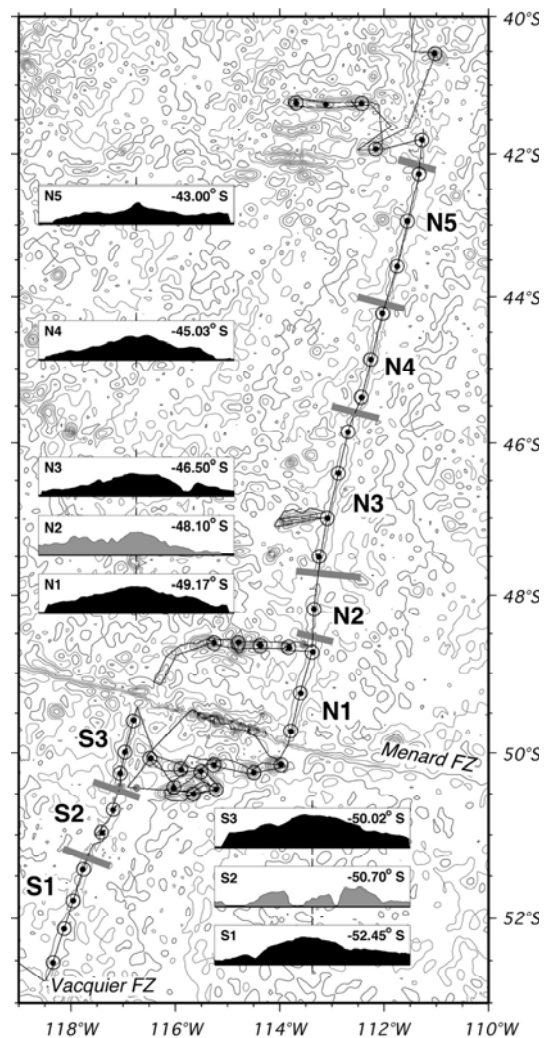 40°S
42°S
N5 -43.00° S
N5
44°S
N4 -45.03° S
N4
46°S
N3 -46.50° S
N3
N2 -48.10° S
48°S
N1 -49.17° S
N2
N1
S3
50°S
Menard FZ
S2
S3 -50.02° S
S1
S2 -50.70° S
52°S
S1 -52.45° S
Vacquier FZ
118°W 116°W 114°W 112°W 110°W